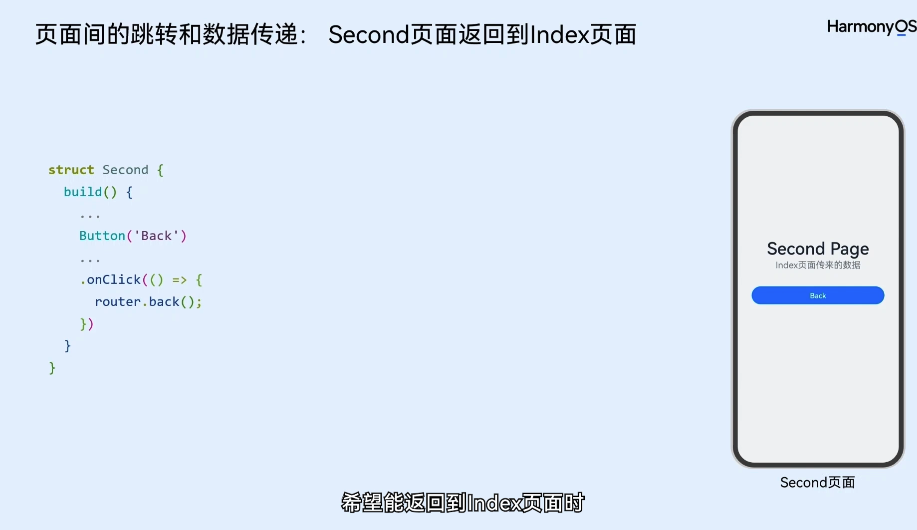 页面间的跳转和数据传递： Second页面返回到Index页面
HarmonyOS
struct Second {
build() {
...
Button('Back')
...
.onClick(() => {
router.back();
})
}
}
Second Page
Index页面传来的数据
Back
Second页面
希望能返回到Index页面时